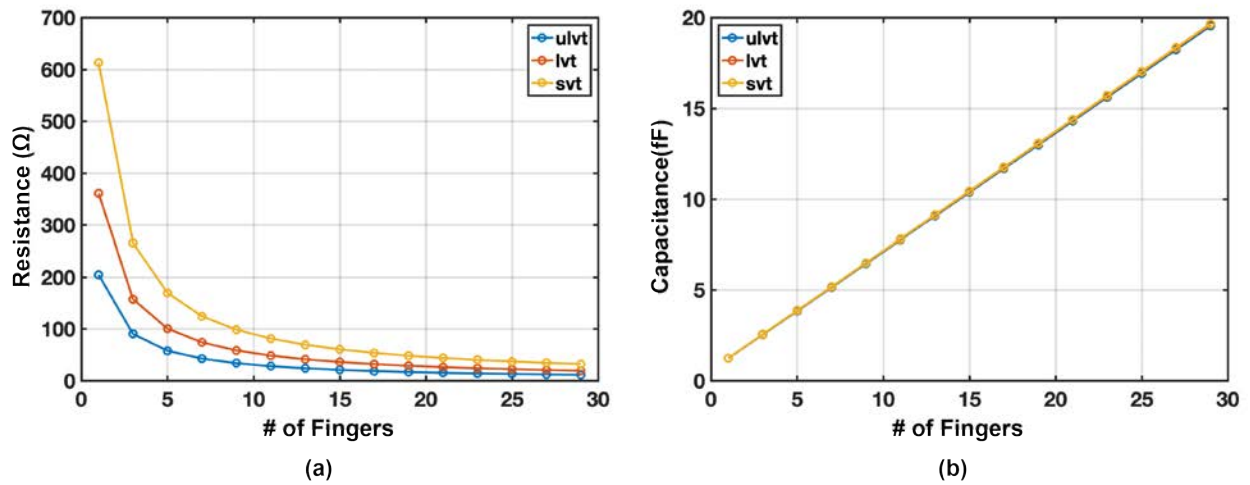 700
600
500
400
300
200
100
0
Resistance (Ω)
0 5 10 15 20 25 30
# of Fingers
ulvt
lvt
svt
(a)
20
15
10
5
0
Capacitance(fF)
0 5 10 15 20 25 30
# of Fingers
ulvt
lvt
svt
(b)